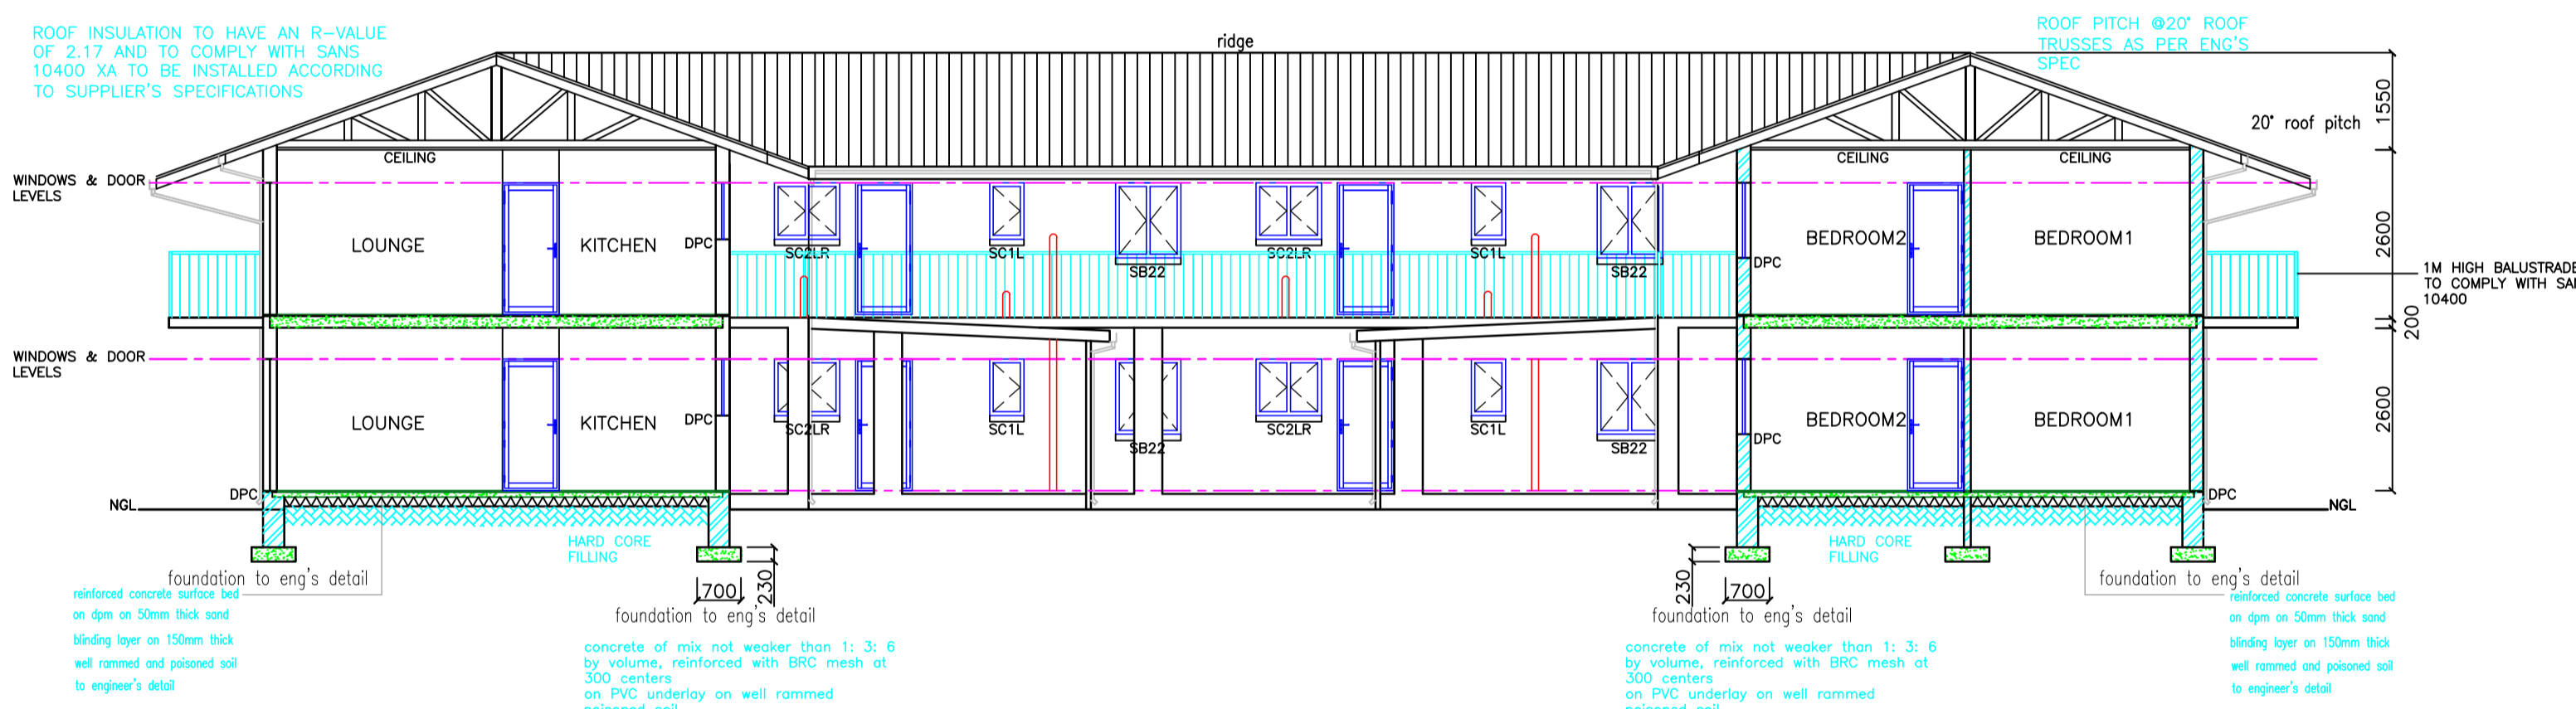 ROOF INSULATION TO HAVE AN R-VALUE
OF 2.17 AND TO COMPLY WITH SANS
10400 XA TO BE INSTALLED ACCORDING
TO SUPPLIER'S SPECIFICATIONS
ridge
ROOF PITCH @20° ROOF
TRUSSES AS PER ENG'S
SPEC
1550
20° roof pitch
CEILING
CEILING
CEILING
WINDOWS & DOOR
LEVELS
LOUNGE
KITCHEN
DPC
SC2LR
SC1L
SB22
SC2LR
SC1L
SB22
DPC
BEDROOM2
BEDROOM1
2600
1M HIGH BALUSTRADE
TO COMPLY WITH
10400
200
WINDOWS & DOOR
LEVELS
LOUNGE
KITCHEN
DPC
SC2LR
SC1L
SB22
SC2LR
SC1L
SB22
DPC
BEDROOM2
BEDROOM1
2600
DPC
DPC
NGL
NGL
HARD CORE
FILLING
HARD CORE
FILLING
foundation to eng's detail
700
230
230
700
foundation to eng's detail
foundation to eng's detail
foundation to eng's detail
reinforced concrete surface bed
on dpm on 50mm thick sand
blinding layer on 150mm thick
well rammed and poisoned soil
to engineer's detail
concrete of mix not weaker than 1: 3: 6
by volume, reinforced with BRC mesh at
300 centers
on PVC underlay on well rammed
poisoned soil
concrete of mix not weaker than 1: 3: 6
by volume, reinforced with BRC mesh at
300 centers
on PVC underlay on well rammed
poisoned soil
reinforced concrete surface bed
on dpm on 50mm thick sand
blinding layer on 150mm thick
well rammed and poisoned soil
to engineer's detail